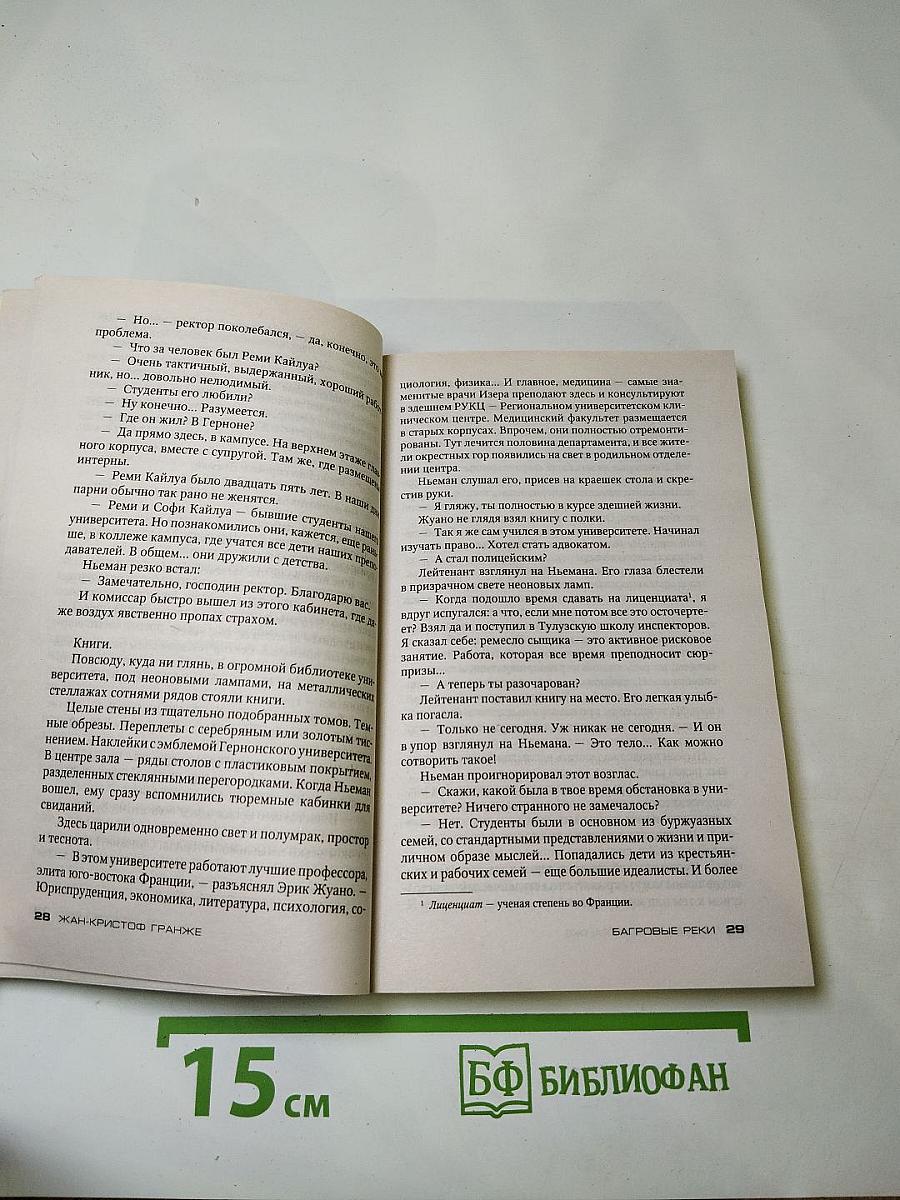 — Но... — ректор поколебался, — да, конечно, это
проблема.
— Что за человек был Реми Кайлуа?
— Очень тактичный, выдержанный, хороший работ-
ник, но... довольно нелюдимый.
— Студенты его любили?
— Ну конечно... Разумеется.
— Где он жил? В Герноне?
— Да прямо здесь, в кампусе. На верхнем этаже глав-
ного корпуса, вместе с супругой. Там же, где размещены
интерны.
— Реми Кайлуа было двадцать пять лет. В наши дни
парни обычно так рано не женятся.
— Реми и Софи Кайлуа — бывшие студенты нашего
университета. Но познакомились они, кажется, еще рань-
ше, в коллеже кампуса, где учатся все дети наших препо-
давателей. В общем... они дружили с детства.
Ньеман резко встал:
— Замечательно, господин ректор. Благодарю вас.
И комиссар быстро вышел из этого кабинета, где да-
же воздух явственно пропах страхом.
Книги.
Повсюду, куда ни глянь, в огромной библиотеке уни-
верситета, под неоновыми лампами, на металлических
стеллажах сотнями рядов стояли книги.
Целые стены из тщательно подобранных томов. Тем-
ные обрезы. Переплеты с серебряным или золотым тис-
нением. Наклейки с эмблемой Гернонского университета.
В центре зала — ряды столов с пластиковым покрытием,
разделенных стеклянными перегородками. Когда Ньеман
вошел, ему сразу вспомнились тюремные кабинки для
свиданий.
Здесь царили одновременно свет и полумрак, простор
и теснота.
— В этом университете работают лучшие профессора,
элита юго-востока Франции, — разъяснял Эрик Жуано. —
Юриспруденция, экономика, литература, психология, со-
28 ЖАН-КРИСТОФ ГРАНЖЕ
циология, физика... И главное, медицина — самые зна-
менитые врачи Изера преподают здесь и консультируют
в здешнем РУКЦ — Региональном университетском кли-
ническом центре. Медицинский факультет размещается
в старых корпусах. Впрочем, они полностью отремонти-
рованы. Тут лечится половина департамента, и все жите-
ли окрестных гор появились на свет в родильном отделе-
нии центра.
Ньеман слушал его, присев на краешек стола и скре-
стив руки.
— Я гляжу, ты полностью в курсе здешней жизни.
Жуано не глядя взял книгу с полки.
— Так я же сам учился в этом университете. Начинал
изучать право... Хотел стать адвокатом.
— А стал полицейским?
Лейтенант взглянул на Ньемана. Его глаза блестели
в призрачном свете неоновых ламп.
— Когда подошло время сдавать на лиценциата¹, я
вдруг испугался: а что, если мне потом все это осточерте-
ет? Взял да и поступил в Тулузскую школу инспекторов.
Я сказал себе: ремесло сыщика — это активное рисковое
занятие. Работа, которая все время преподносит сюр-
призы...
— А теперь ты разочарован?
Лейтенант поставил книгу на место. Его легкая улыб-
ка погасла.
— Только не сегодня. Уж никак не сегодня. — И он
в упор взглянул на Ньемана. — Это тело... Как можно
сотворить такое!
Ньеман проигнорировал этот возглас.
— Скажи, какой была в твое время обстановка в уни-
верситете? Ничего странного не замечалось?
— Нет. Студенты были в основном из буржуазных
семей, со стандартными представлениями о жизни и при-
личном образе мыслей... Попадались дети из крестьян-
ских и рабочих семей — еще большие идеалисты. И более
¹ Лиценциат — ученая степень во Франции.
БАГРОВЫЕ РЕКИ 29
15 см
БФ БИБЛИОФАН